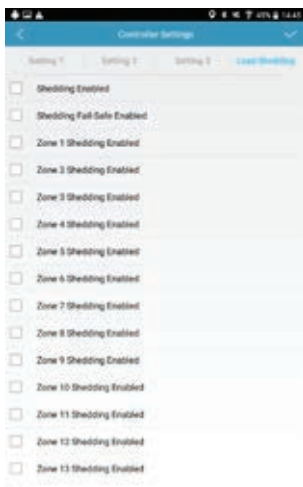 45% 14:41
Controller Settings
Setting 1 Setting 2 Setting 3 Load Shedding
Shedding Enabled
Shedding Fail-Safe Enabled
Zone 1 Shedding Enabled
Zone 2 Shedding Enabled
Zone 3 Shedding Enabled
Zone 4 Shedding Enabled
Zone 5 Shedding Enabled
Zone 6 Shedding Enabled
Zone 7 Shedding Enabled
Zone 8 Shedding Enabled
Zone 9 Shedding Enabled
Zone 10 Shedding Enabled
Zone 11 Shedding Enabled
Zone 12 Shedding Enabled
Zone 13 Shedding Enabled